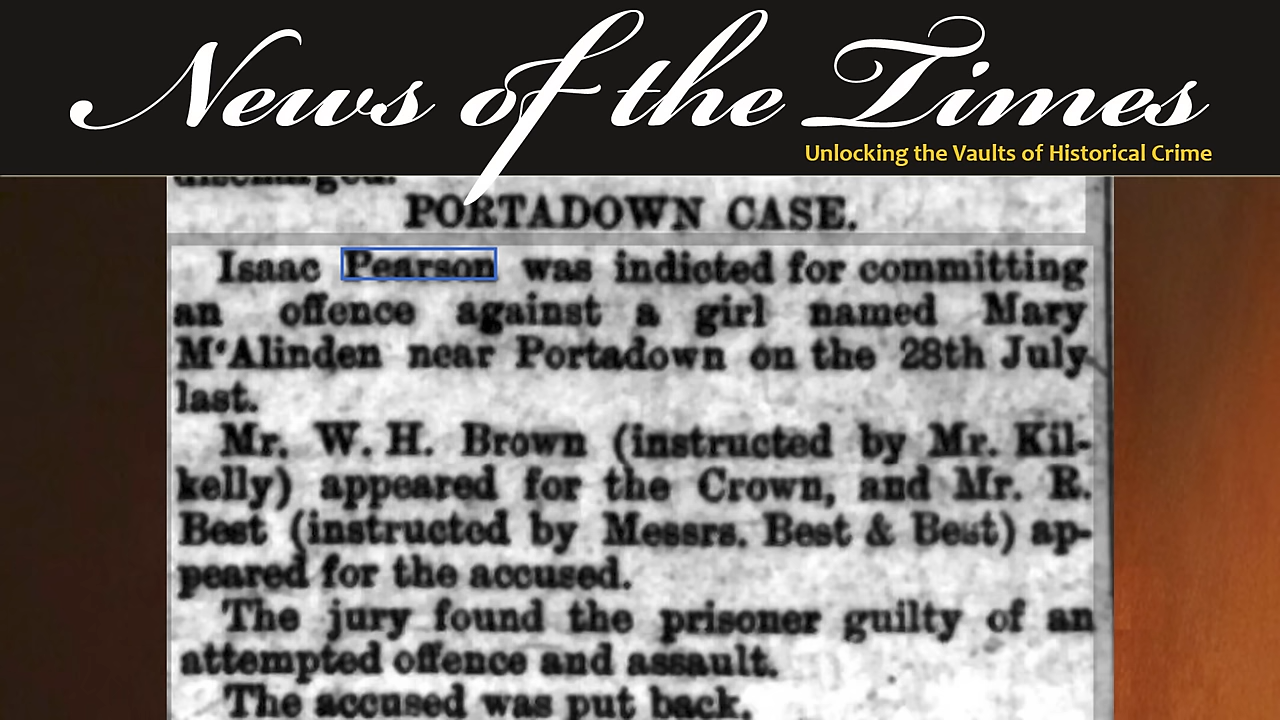 News of the Times
Unlocking the Vaults of Historical Crime
discharged.
PORTADOWN CASE.
Isaac Pearson was indicted for committing
an offence against a girl named Mary
M‘Alinden near Portadown on the 28th July
last.
Mr. W. H. Brown (instructed by Mr. Kil-
kelly) appeared for the Crown, and Mr. R.
Best (instructed by Messrs. Best & Best) ap-
peared for the accused.
The jury found the prisoner guilty of an
attempted offence and assault.
The accused was put back.